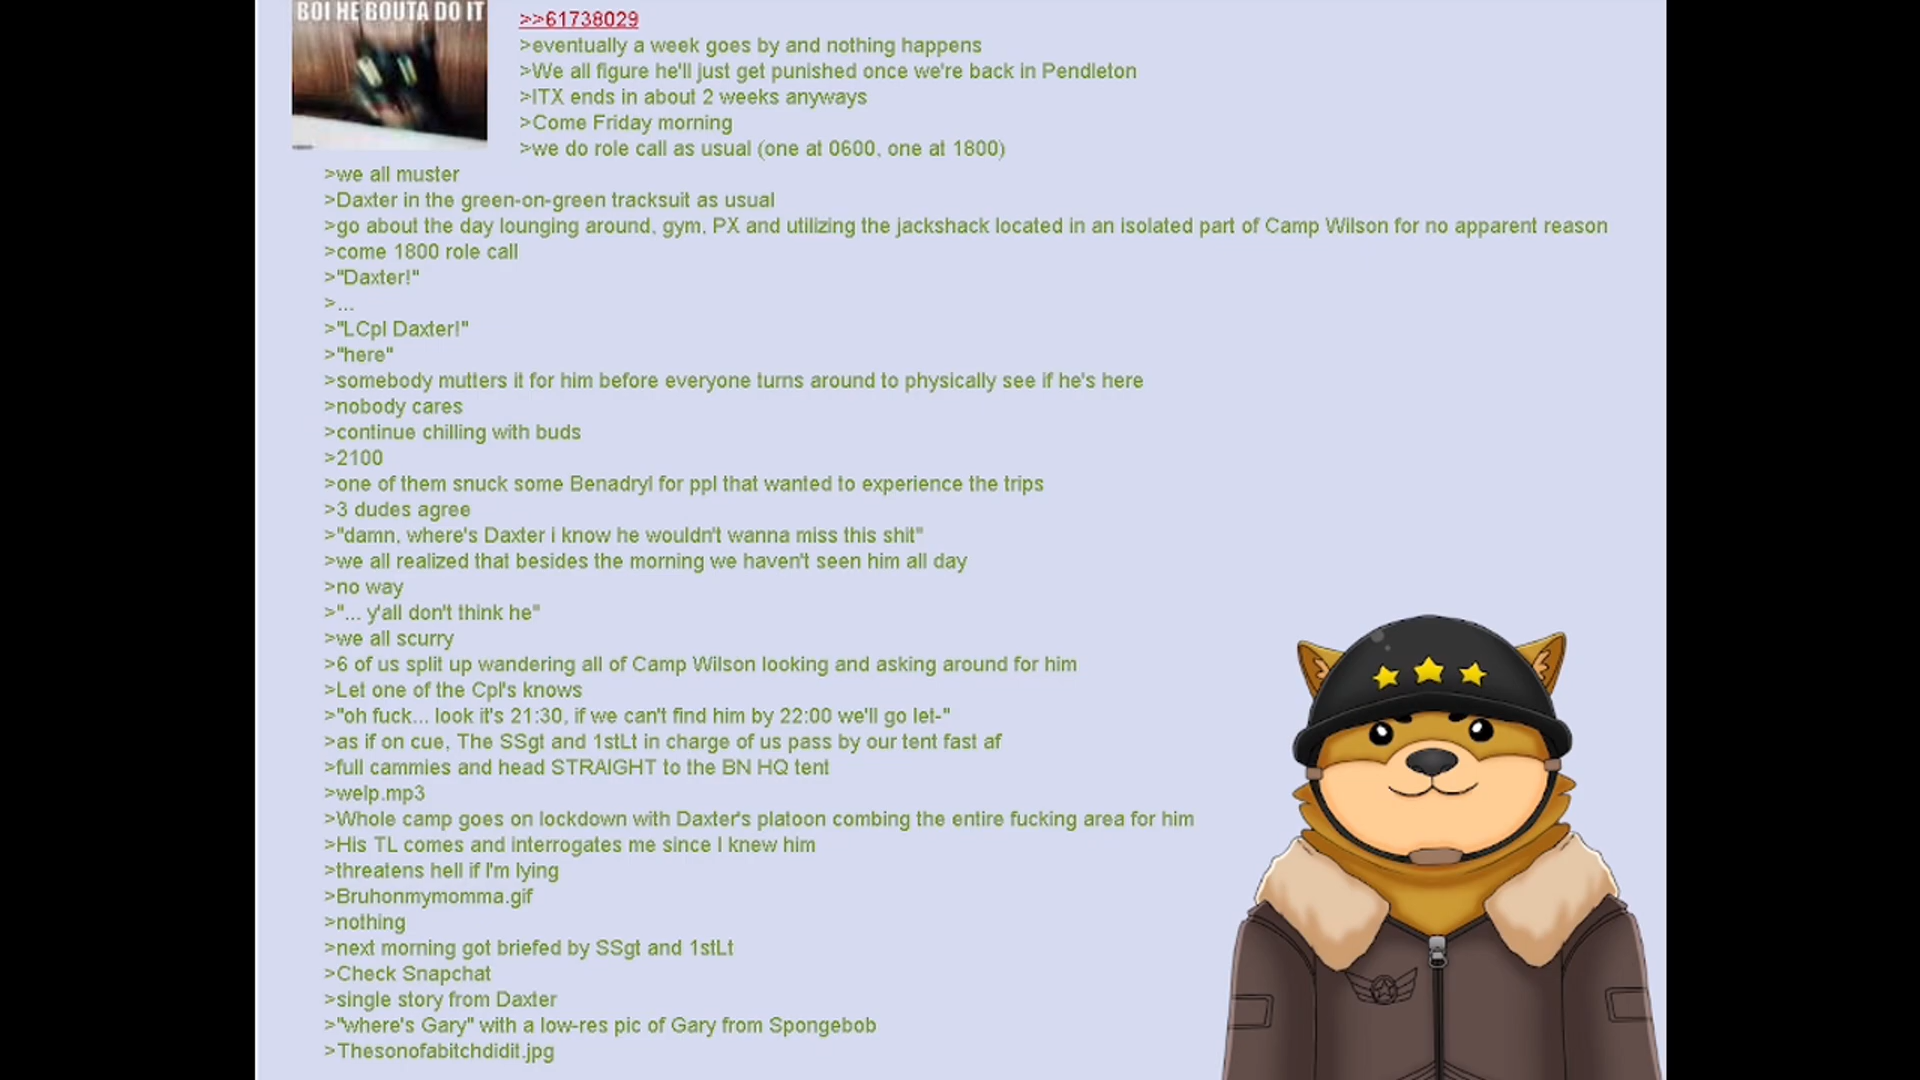 BOI HE BOUTA DO IT
>>61738029
>eventually a week goes by and nothing happens
>We all figure he'll just get punished once we're back in Pendleton
>ITX ends in about 2 weeks anyways
>Come Friday morning
>we do role call as usual (one at 0600, one at 1800)
>we all muster
>Daxter in the green-on-green tracksuit as usual
>go about the day lounging around, gym, PX and utilizing the jackshack located in an isolated part of Camp Wilson for no apparent reason
>come 1800 role call
>"Daxter!"
>...
>"LCpl Daxter!"
>"here"
>somebody mutters it for him before everyone turns around to physically see if he's here
>nobody cares
>continue chilling with buds
>2100
>one of them snuck some Benadryl for ppl that wanted to experience the trips
>3 dudes agree
>"damn, where's Daxter i know he wouldn't wanna miss this shit"
>we all realized that besides the morning we haven't seen him all day
>no way
>"... y'all don't think he"
>we all scurry
>6 of us split up wandering all of Camp Wilson looking and asking around for him
>Let one of the Cpl's knows
>"oh fuck... look it's 21:30, if we can't find him by 22:00 we'll go let-"
>as if on cue, The SSgt and 1stLt in charge of us pass by our tent fast af
>full cammies and head STRAIGHT to the BN HQ tent
>welp.mp3
>Whole camp goes on lockdown with Daxter's platoon combing the entire fucking area for him
>His TL comes and interrogates me since I knew him
>threatens hell if I'm lying
>Bruhonmymomma.gif
>nothing
>next morning got briefed by SSgt and 1stLt
>Check Snapchat
>single story from Daxter
>"where's Gary" with a low-res pic of Gary from Spongebob
>Thesonofabitchdidit.jpg